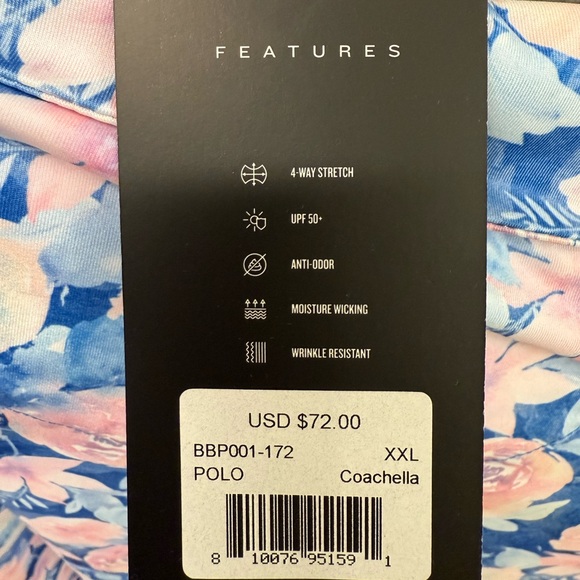 FEATURES
4-WAY STRETCH
UPF 50+
ANTI-ODOR
MOISTURE WICKING
WRINKLE RESISTANT
USD $72.00
BBP001-172 XXL
POLO Coachella
8 10076 95159 1